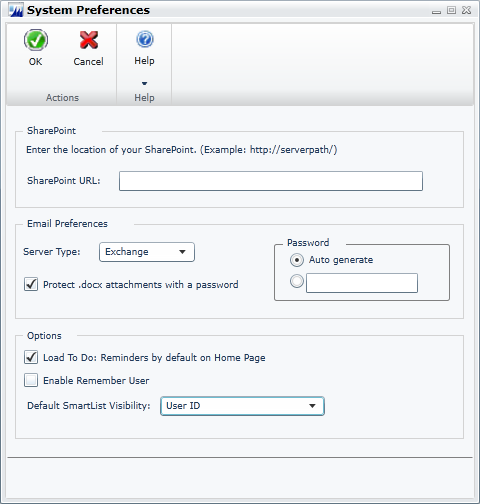 System Preferences
OK
Cancel
Help
Actions
Help
SharePoint
Enter the location of your SharePoint. (Example: http://serverpath/)
SharePoint URL:
Email Preferences
Server Type: Exchange
Protect .docx attachments with a password
Password
Auto generate
Options
Load To Do: Reminders by default on Home Page
Enable Remember User
Default SmartList Visibility: User ID